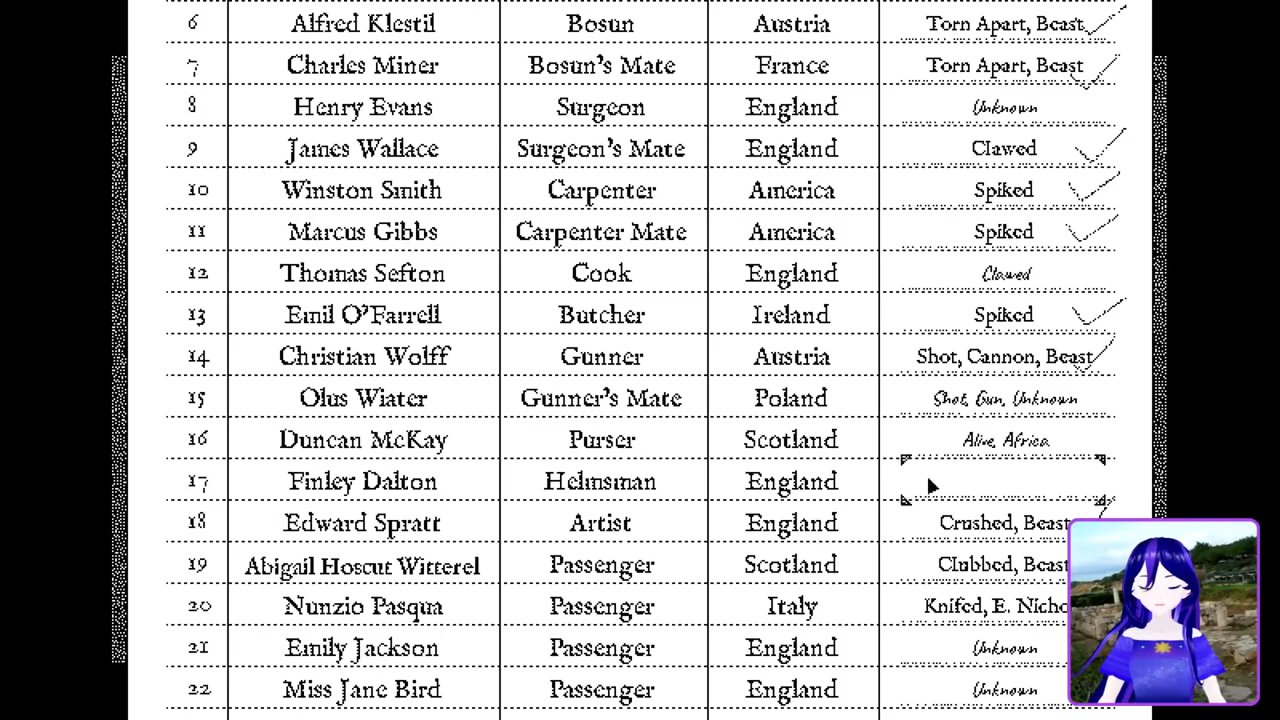 6 Alfred Klestil Bosun Austria Torn Apart, Beast
7 Charles Miner Bosun's Mate France Torn Apart, Beast
8 Henry Evans Surgeon England Unknown
9 James Wallace Surgeon's Mate England Clawed
10 Winston Smith Carpenter America Spiked
11 Marcus Gibbs Carpenter Mate America Spiked
12 Thomas Sefton Cook England Clawed
13 Emil O'Farrell Butcher Ireland Spiked
14 Christian Wolff Gunner Austria Shot, Cannon, Beast
15 Olus Wiater Gunner's Mate Poland Shot, Gun, Unknown
16 Duncan McKay Purser Scotland Alive, Africa
17 Finley Dalton Helmsman England
18 Edward Spratt Artist England Crushed, Beast
19 Abigail Hoscut Witterel Passenger Scotland Clubbed, Beast
20 Nunzio Pasqua Passenger Italy Knifed, E. Nicho
21 Emily Jackson Passenger England Unknown
22 Miss Jane Bird Passenger England Unknown